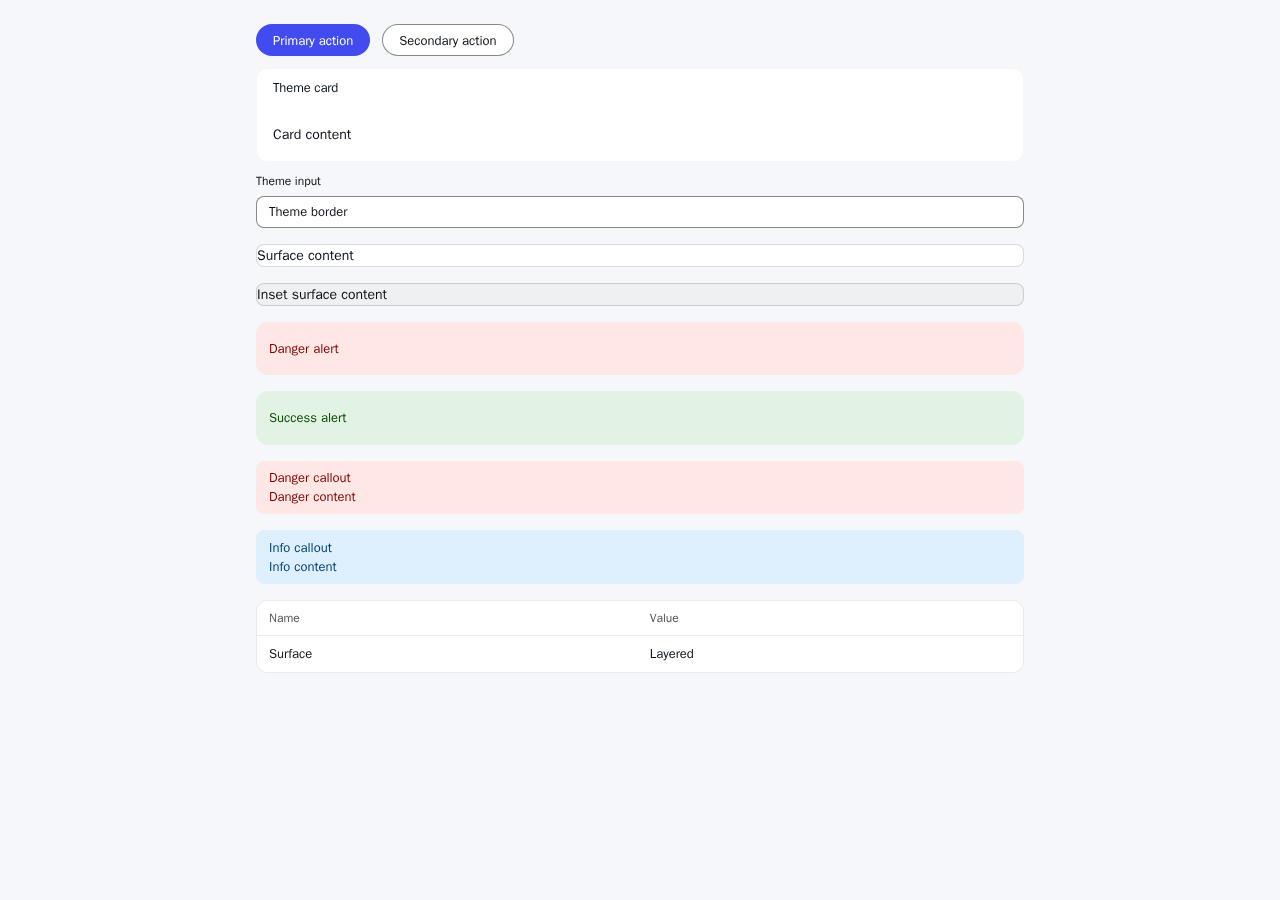 Primary action Secondary action
Theme card
Card content
Theme input
Theme border
Surface content
Inset surface content
Danger alert
Success alert
Danger callout
Danger content
Info callout
Info content
Name Value
Surface Layered